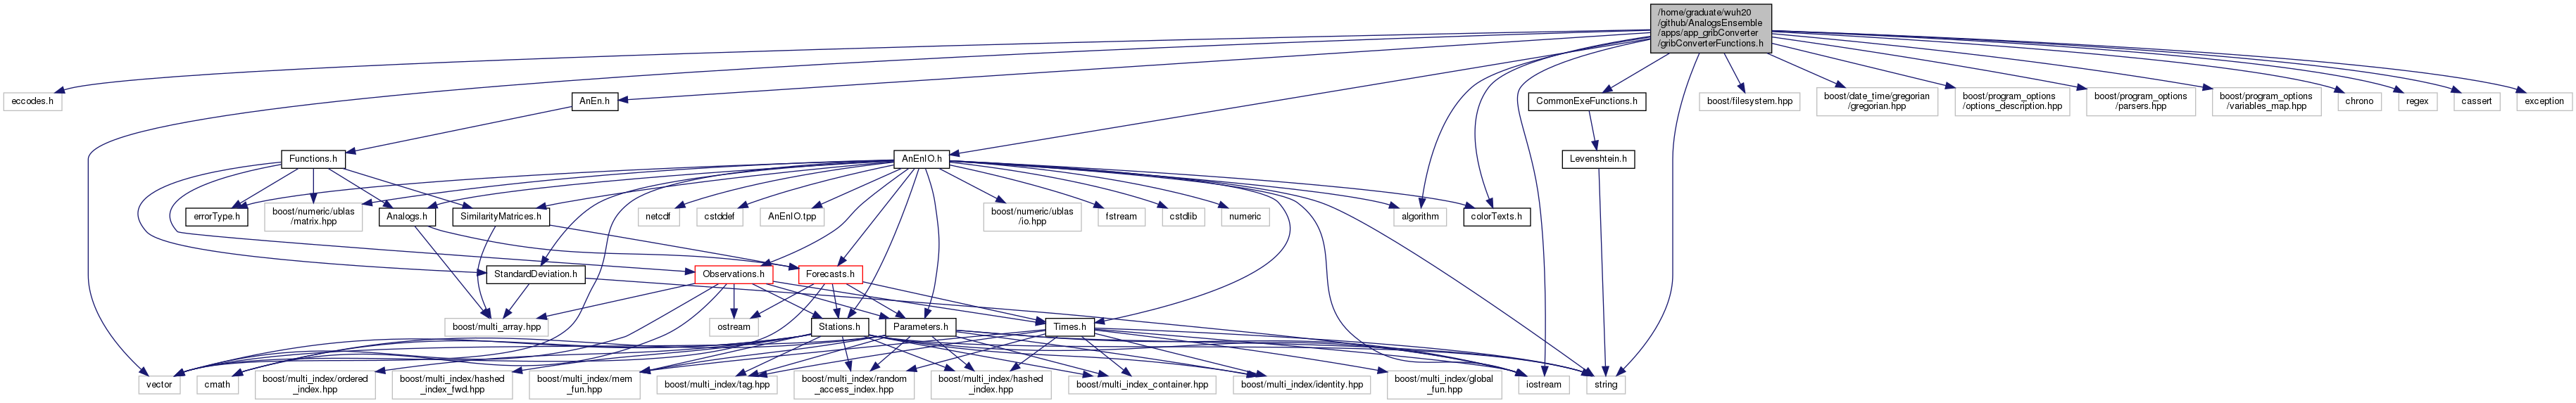 /home/graduate/wuh20
/github/AnalogsEnsemble
/apps/app_gribConverter
/gribConverterFunctions.h
eccodes.h
AnEn.h
CommonExeFunctions.h
boost/filesystem.hpp
boost/date_time/gregorian
/gregorian.hpp
boost/program_options
/options_description.hpp
boost/program_options
/parsers.hpp
boost/program_options
/variables_map.hpp
chrono
regex
cassert
exception
Functions.h
AnEnIO.h
Levenshtein.h
errorType.h
boost/numeric/ublas
/matrix.hpp
Analogs.h
SimilarityMatrices.h
netcdf
cstddef
AnEnIO.tpp
boost/numeric/ublas
/io.hpp
fstream
cstdlib
numeric
algorithm
colorTexts.h
StandardDeviation.h
Observations.h
Forecasts.h
boost/multi_array.hpp
ostream
Stations.h
Parameters.h
Times.h
vector
cmath
boost/multi_index/ordered
_index.hpp
boost/multi_index/hashed
_index_fwd.hpp
boost/multi_index/mem
_fun.hpp
boost/multi_index/tag.hpp
boost/multi_index/random
_access_index.hpp
boost/multi_index/hashed
_index.hpp
boost/multi_index_container.hpp
boost/multi_index/identity.hpp
boost/multi_index/global
_fun.hpp
iostream
string